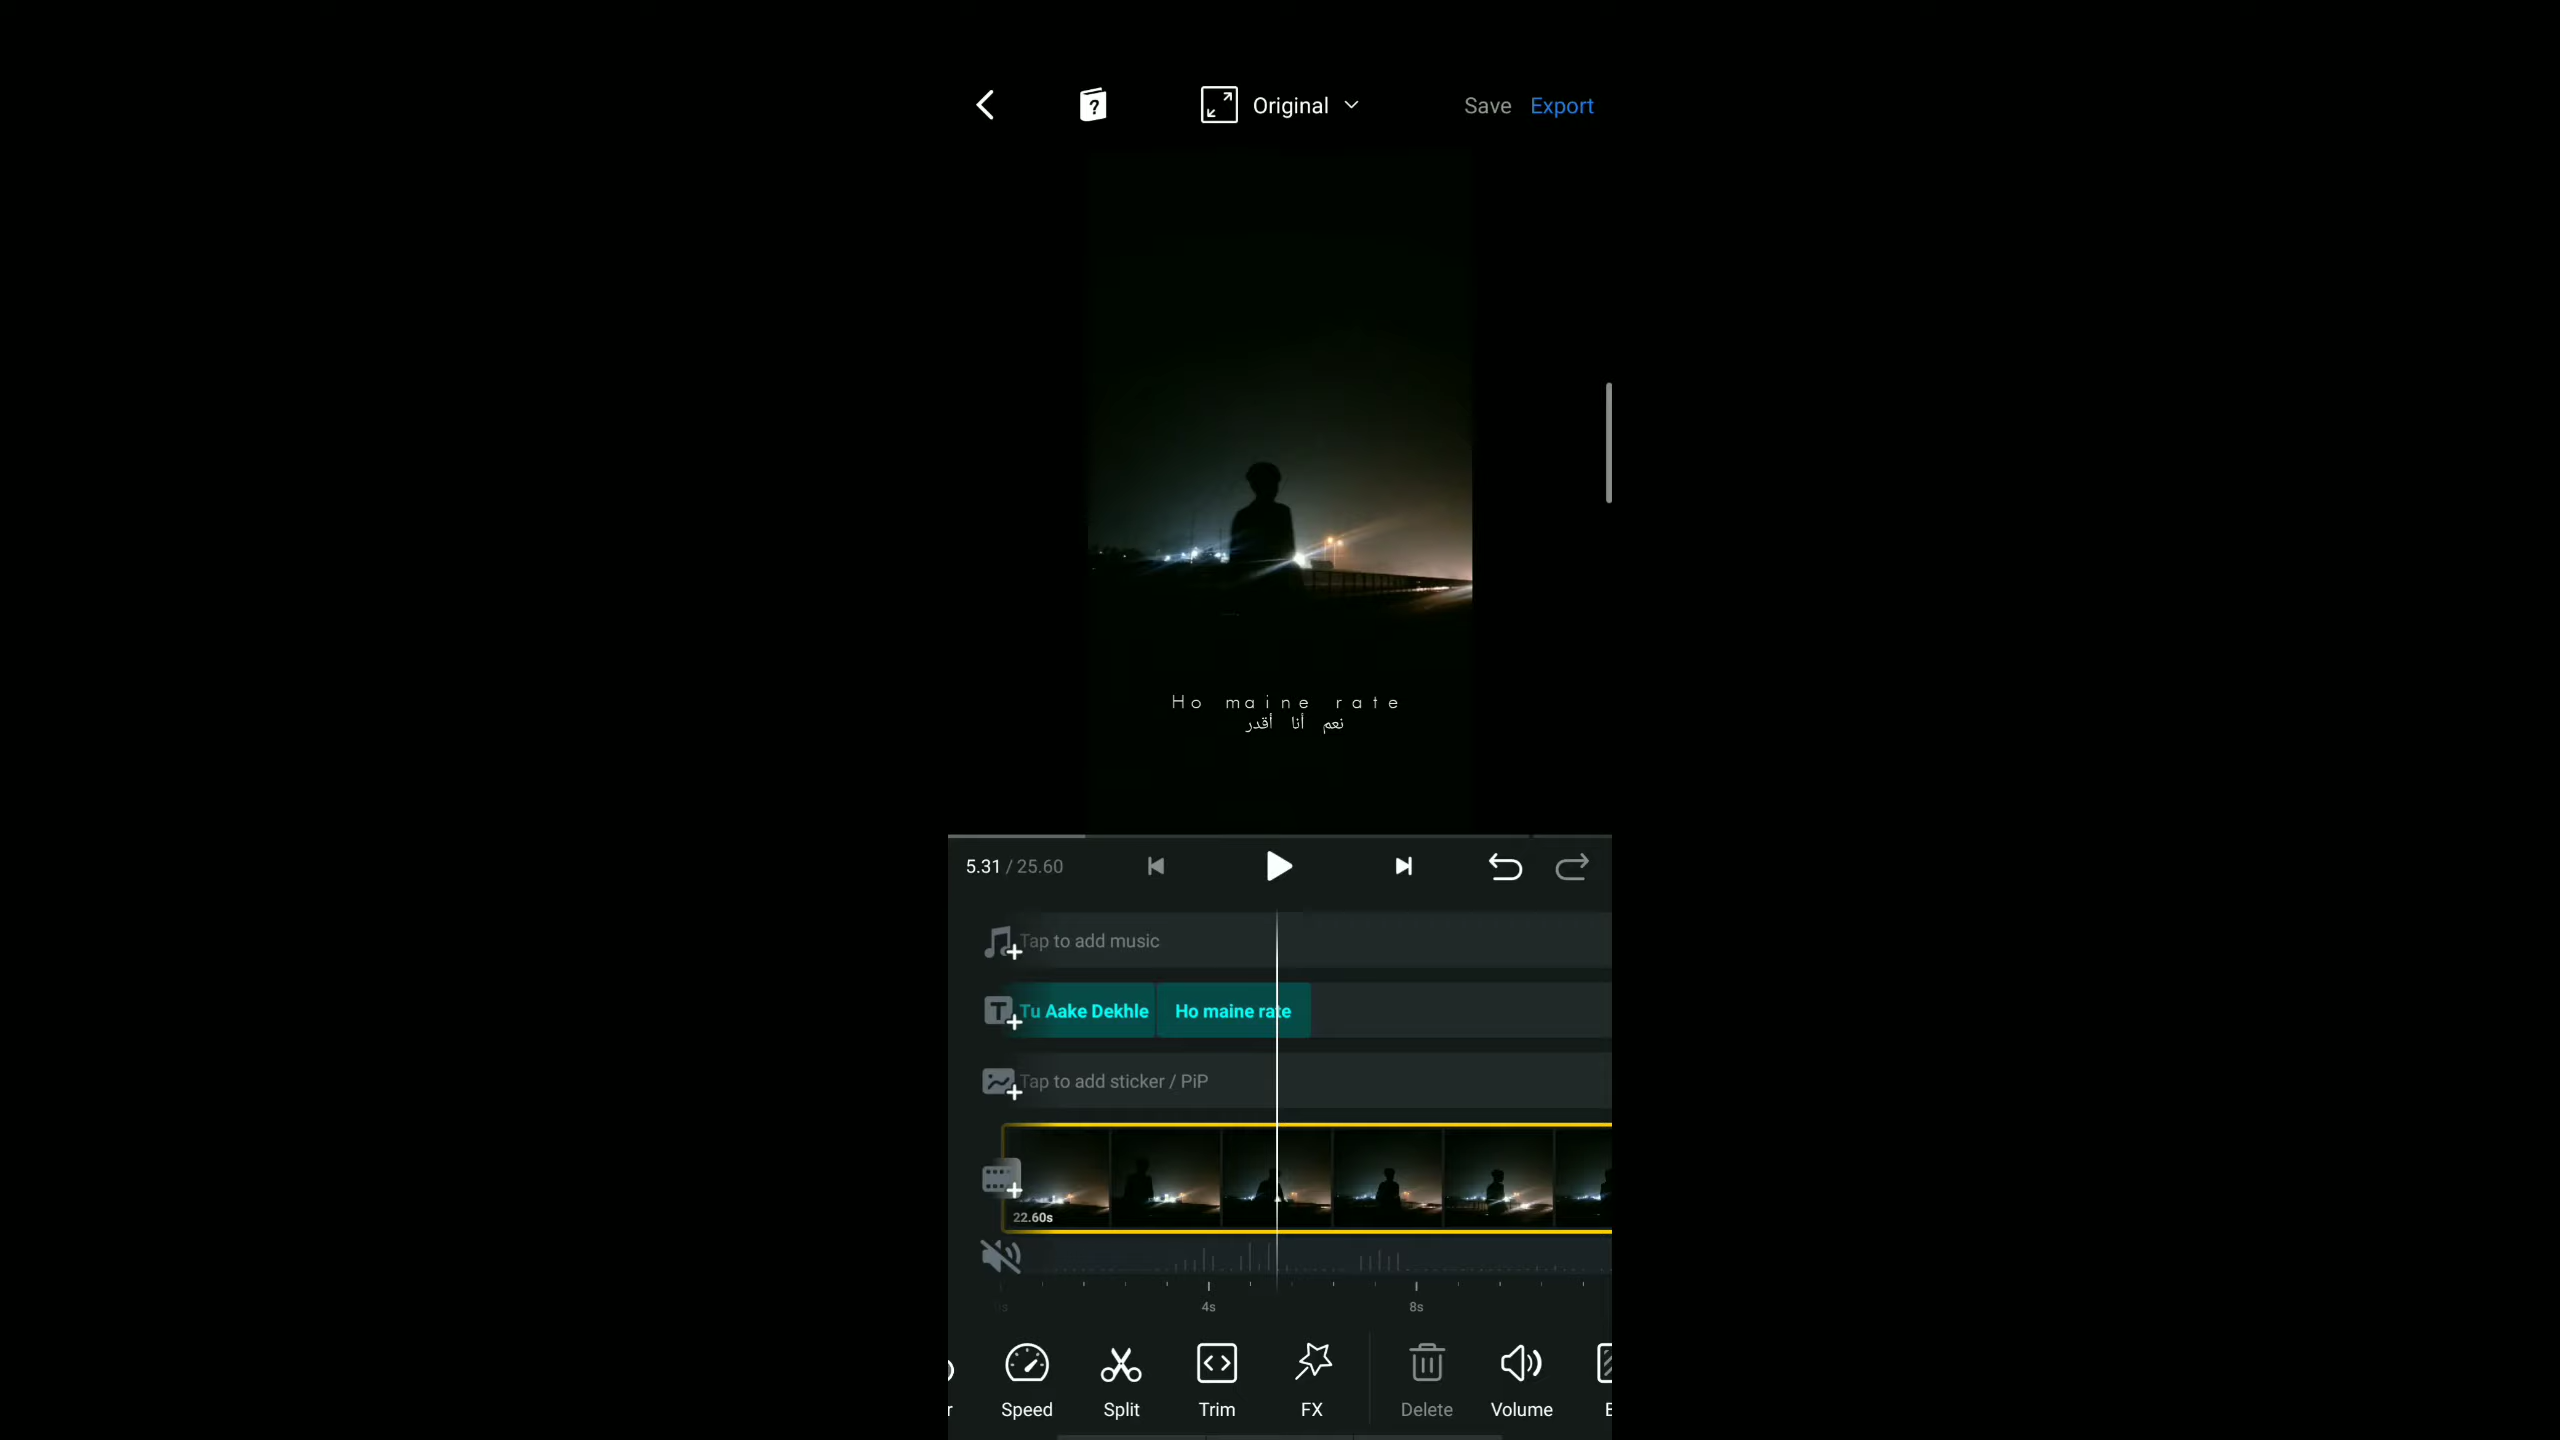 Original
Save
Export
Ho maine rate
نعم أنا أقدر
5.31 / 25.60
Tap to add music
Tu Aake Dekhle
Ho maine rate
Tap to add sticker / PiP
22.60s
4s
8s
Speed
Split
Trim
FX
Delete
Volume